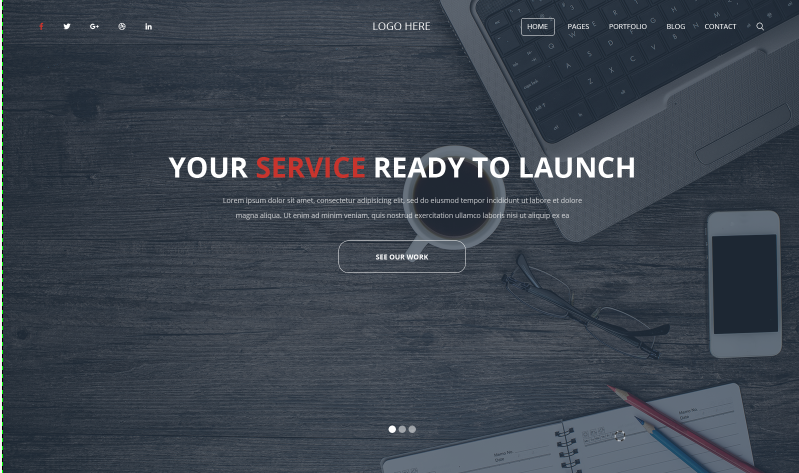 LOGO HERE
HOME PAGES PORTFOLIO BLOG CONTACT
YOUR SERVICE READY TO LAUNCH
Lorem ipsum dolor sit amet, consectetur adipisicing elit, sed do eiusmod tempor incididunt ut labore et dolore
magna aliqua. Ut enim ad minim veniam, quis nostrud exercitation ullamco laboris nisi ut aliquip ex ea
SEE OUR WORK